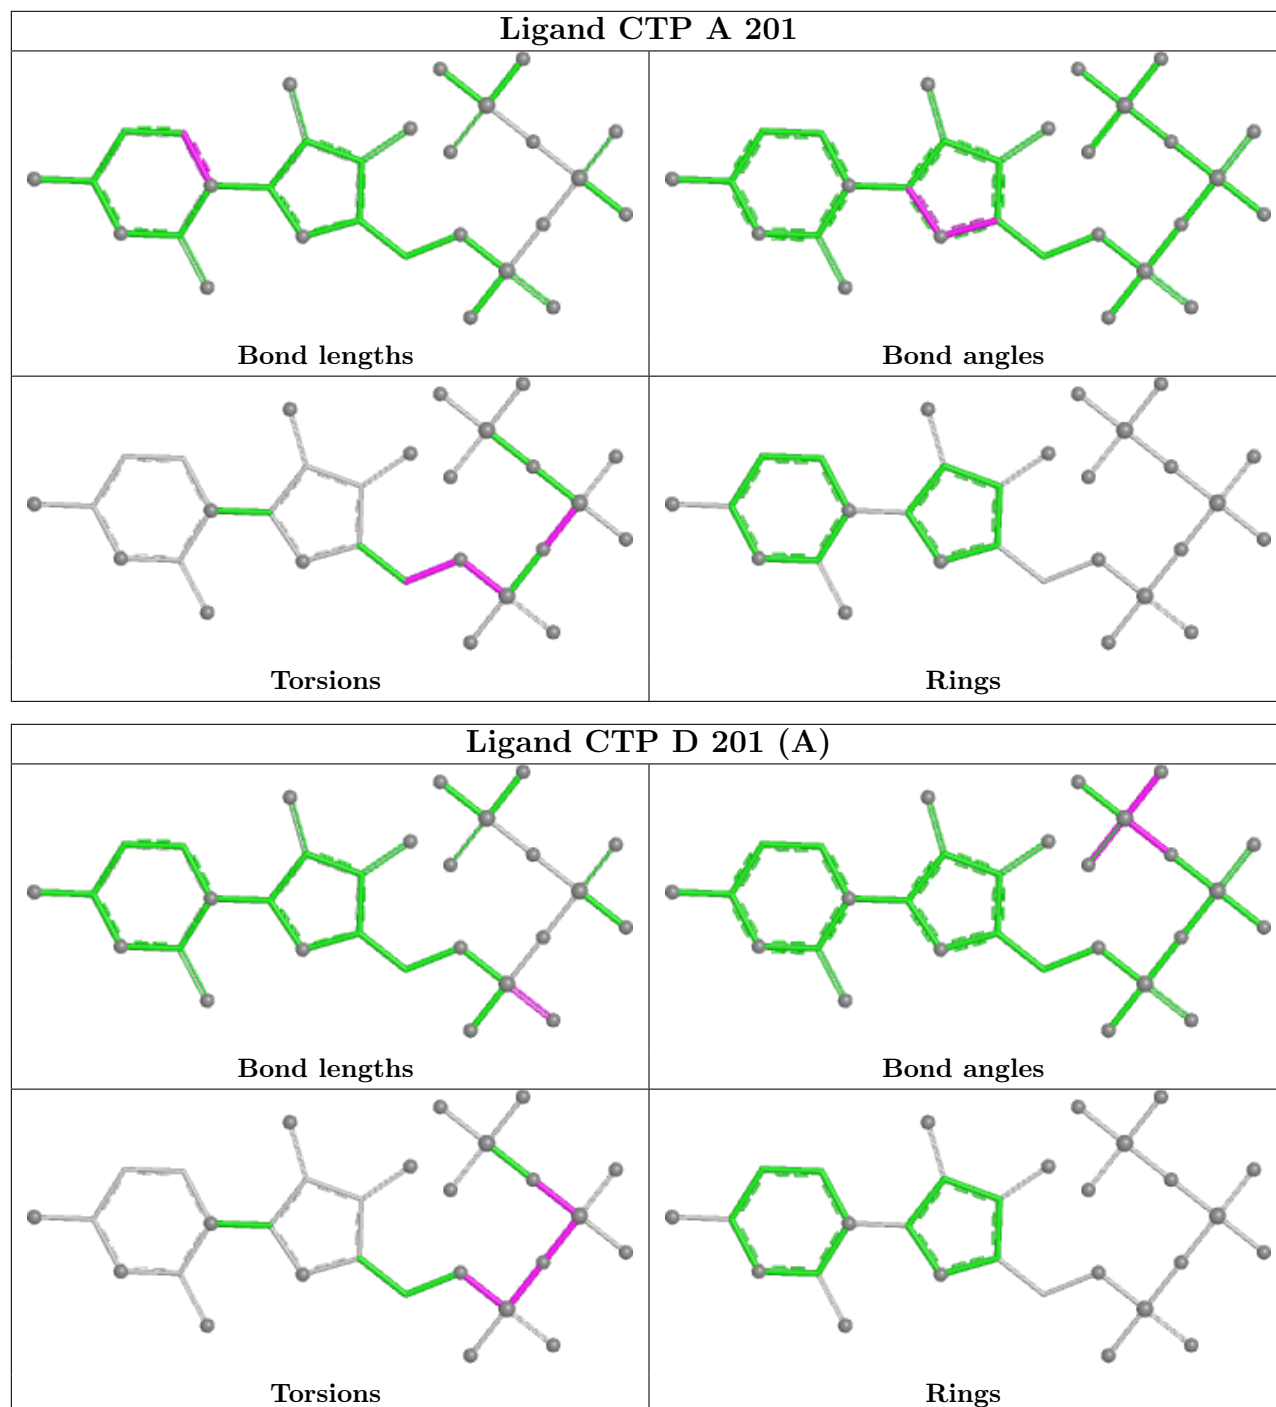 Ligand CTP A 201
Bond lengths
Bond angles
Torsions
Rings
Ligand CTP D 201 (A)
Bond lengths
Bond angles
Torsions
Rings